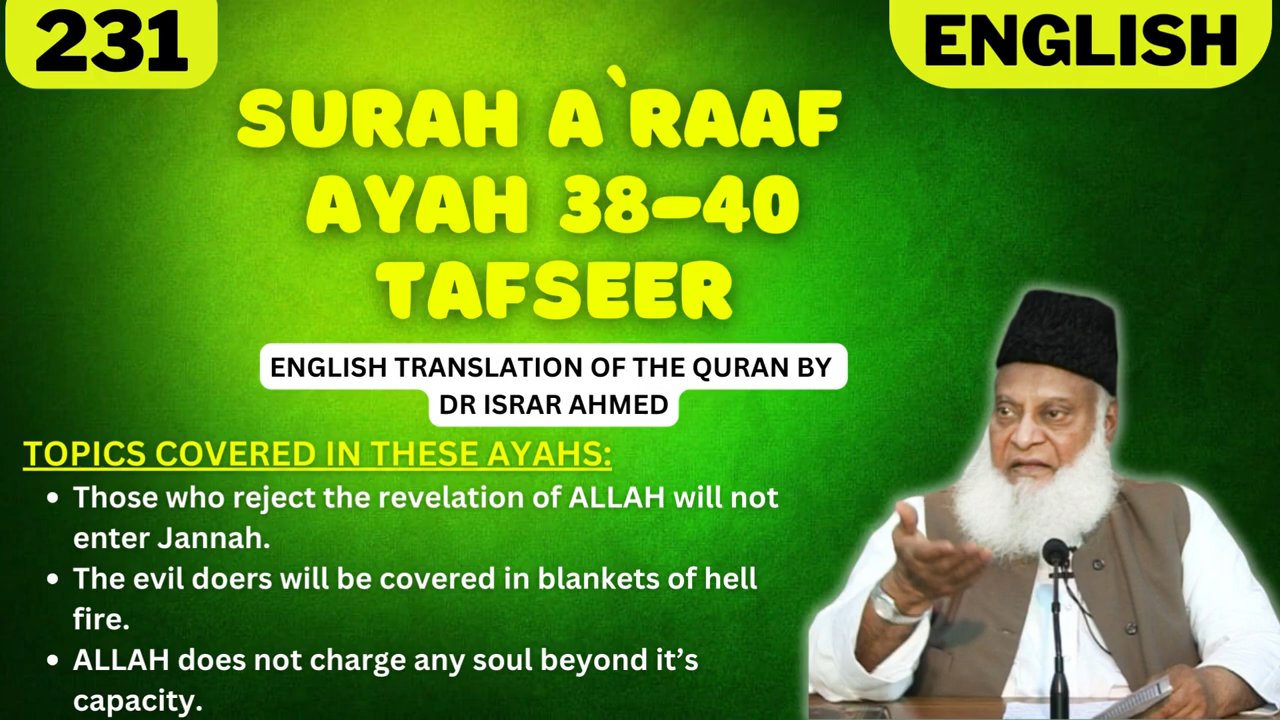 231
ENGLISH
SURAH A`RAAF
AYAH 38-40
TAFSEER
ENGLISH TRANSLATION OF THE QURAN BY
DR ISRAR AHMED
TOPICS COVERED IN THESE AYAHS:
• Those who reject the revelation of ALLAH will not
enter Jannah.
• The evil doers will be covered in blankets of hell
fire.
• ALLAH does not charge any soul beyond it’s
capacity.